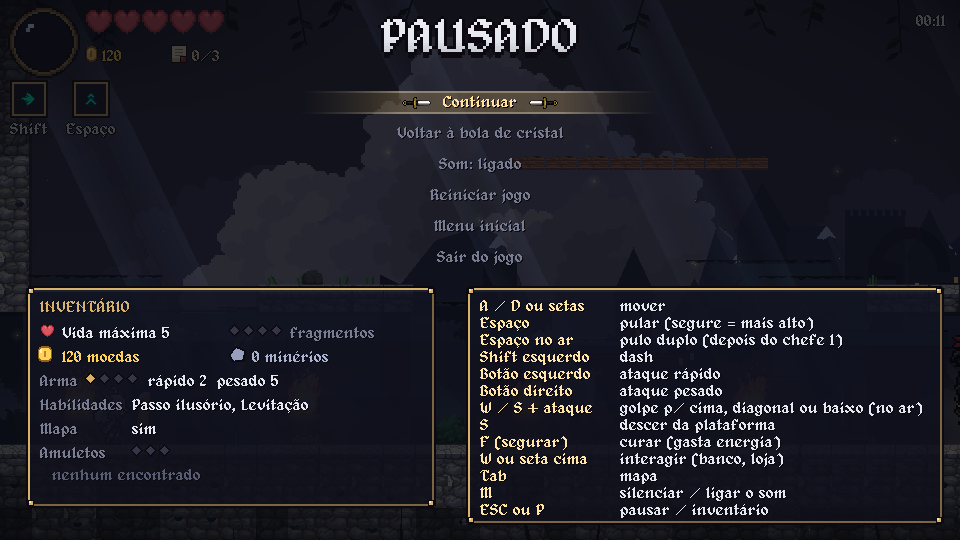 PAUSADO
00:11
120
0/3
Shift
Espaço
Continuar
Voltar à bola de cristal
Som: ligado
Reiniciar jogo
Menu inicial
Sair do jogo
INVENTÁRIO
Vida máxima 5 fragmentos
120 moedas 0 minérios
Arma rápido 2 pesado 5
Habilidades Passo ilusório, Levitação
Mapa sim
Amuletos
nenhum encontrado
A / D ou setas mover
Espaço pular (segure = mais alto)
Espaço no ar pulo duplo (depois do chefe 1)
Shift esquerdo dash
Botão esquerdo ataque rápido
Botão direito ataque pesado
W / S + ataque golpe p/ cima, diagonal ou baixo (no ar)
S descer da plataforma
F (segurar) curar (gasta energia)
W ou seta cima interagir (banco, loja)
Tab mapa
M silenciar / ligar o som
ESC ou P pausar / inventário